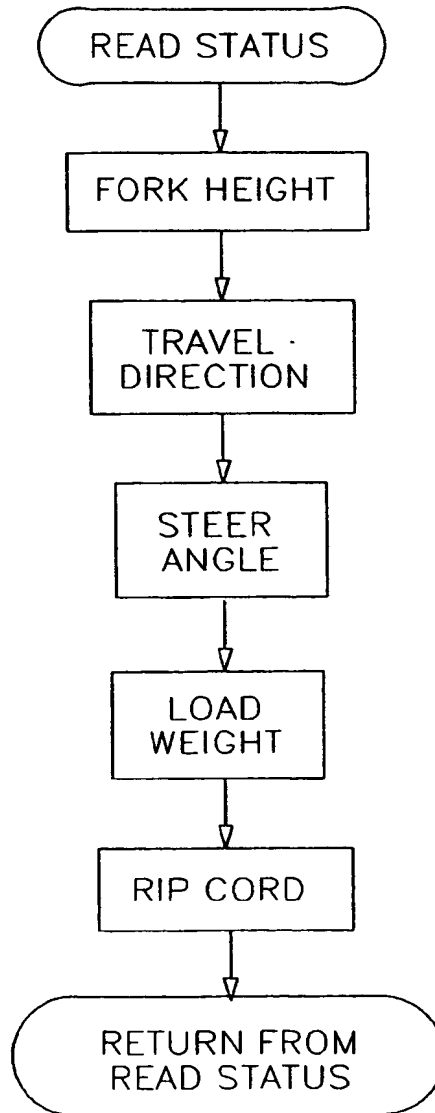 READ STATUS
FORK HEIGHT
TRAVEL ·
DIRECTION
STEER
ANGLE
LOAD
WEIGHT
RIP CORD
RETURN FROM
READ STATUS